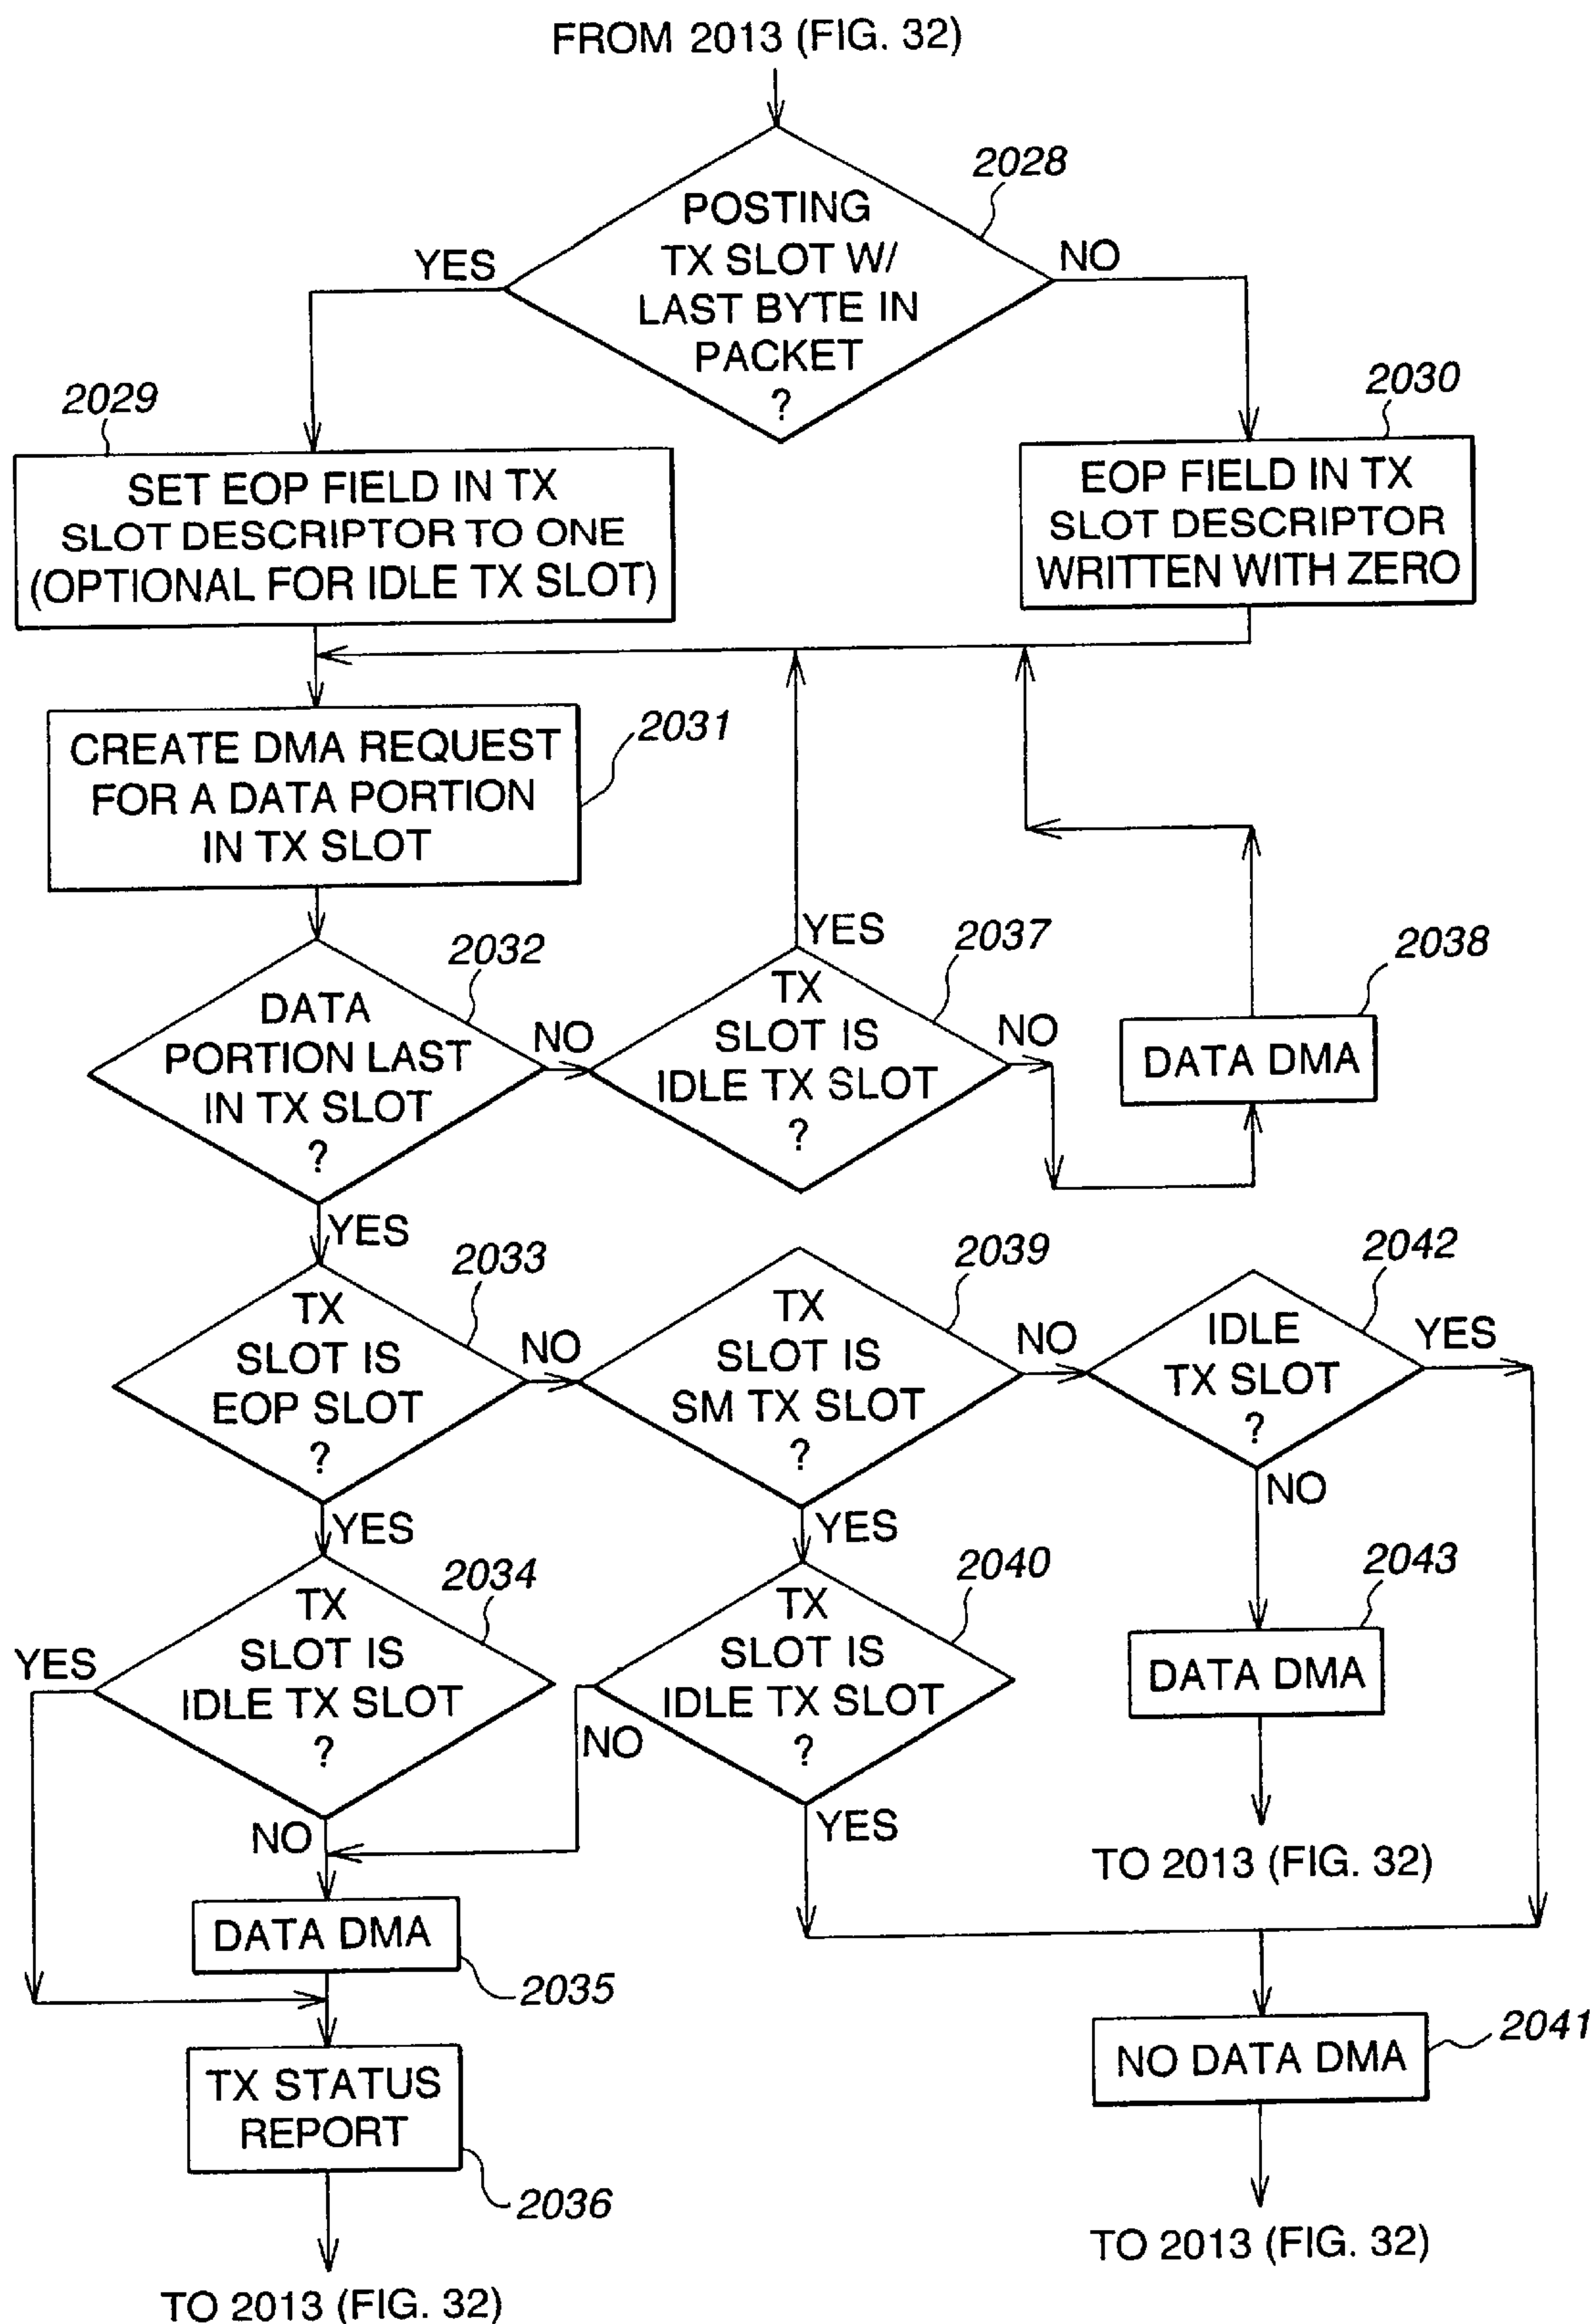 FROM 2013 (FIG. 32)
2028
POSTING
TX SLOT W/
LAST BYTE IN
PACKET
?
YES
NO
2029
SET EOP FIELD IN TX
SLOT DESCRIPTOR TO ONE
(OPTIONAL FOR IDLE TX SLOT)
2030
EOP FIELD IN TX
SLOT DESCRIPTOR
WRITTEN WITH ZERO
2031
CREATE DMA REQUEST
FOR A DATA PORTION
IN TX SLOT
2032
DATA
PORTION LAST
IN TX SLOT
?
NO
YES
2037
TX
SLOT IS
IDLE TX SLOT
?
YES
NO
2038
DATA DMA
2033
TX
SLOT IS
EOP SLOT
?
NO
YES
2039
TX
SLOT IS
SM TX SLOT
?
NO
YES
2042
IDLE
TX SLOT
?
YES
NO
2034
TX
SLOT IS
IDLE TX SLOT
?
YES
NO
2040
TX
SLOT IS
IDLE TX SLOT
?
NO
YES
2043
DATA DMA
TO 2013 (FIG. 32)
DATA DMA
2035
TX STATUS
REPORT
2036
TO 2013 (FIG. 32)
NO DATA DMA
2041
TO 2013 (FIG. 32)